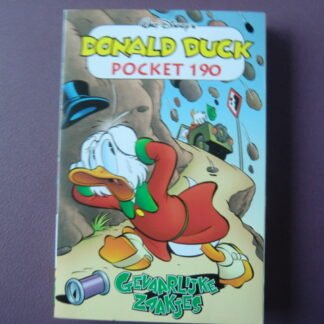 WALT DISNEY'S
DONALD DUCK
POCKET 190
GEVAARLIJKE
ZAAKJES